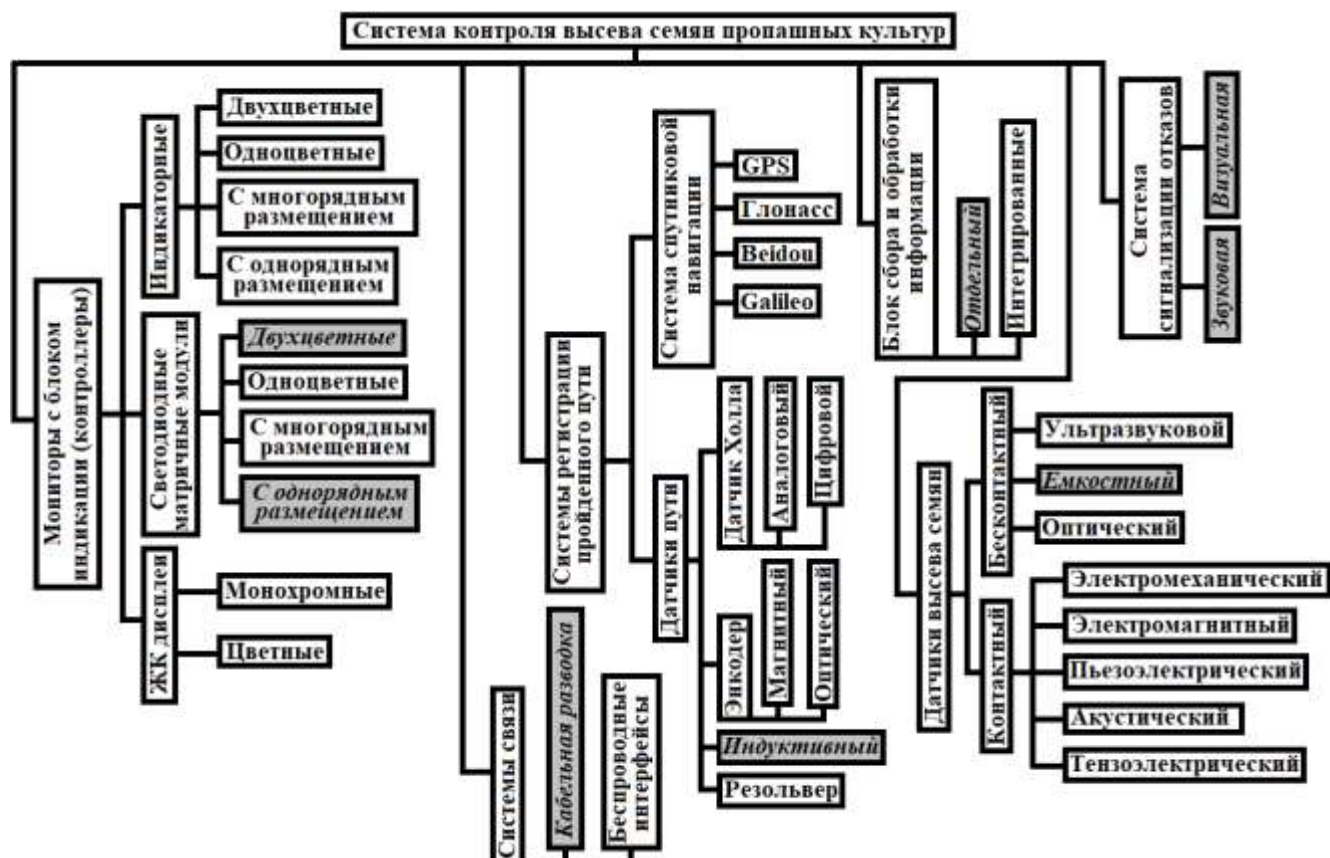 Система контроля высева семян пропашных культур
Мониторы с блоком
индикации (контроллеры)
Индикаторные
Двухцветные
Одноцветные
С многорядным
размещением
С однорядным
размещением
Светодиодные
матричные модули
Двухцветные
Одноцветные
С многорядным
размещением
С однорядным
размещением
ЖК дисплеи
Монохромные
Цветные
Системы связи
Кабельная разводка
Беспроводные
интерфейсы
Системы регистрации
пройденного пути
Система спутниковой
навигации
GPS
Глонасс
Beidou
Galileo
Датчики пути
Датчик Холла
Аналоговый
Цифровой
Энкодер
Магнитный
Оптический
Индуктивный
Резольвер
Блок сбора и обработки
информации
Отдельный
Интегрированные
Датчики высева семян
Бесконтактный
Ультразвуковой
Емкостный
Оптический
Контактный
Электромеханический
Электромагнитный
Пьезоэлектрический
Акустический
Тензоэлектрический
Система
сигнализации отказов
Визуальная
Звуковая